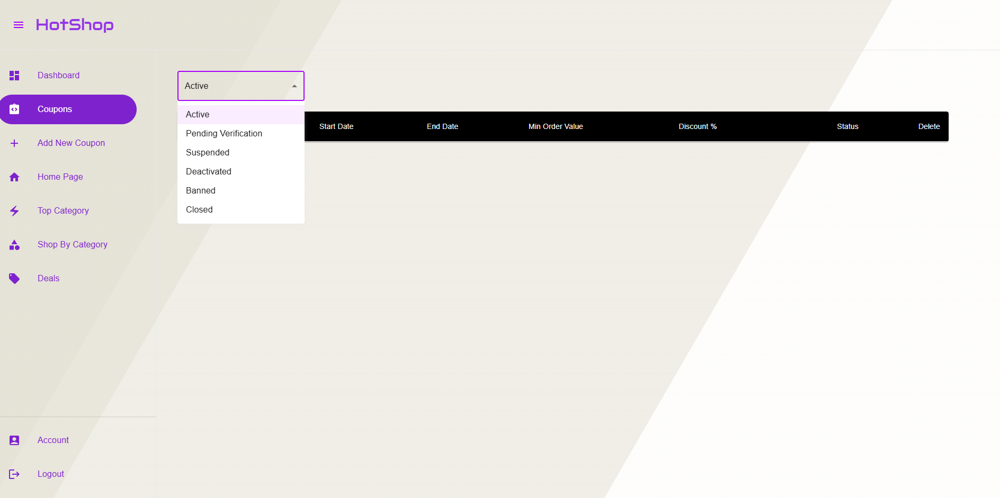 HotShop
Dashboard
Coupons
Add New Coupon
Home Page
Top Category
Shop By Category
Deals
Account
Logout
Active
Active
Pending Verification
Suspended
Deactivated
Banned
Closed
Start Date End Date Min Order Value Discount % Status Delete